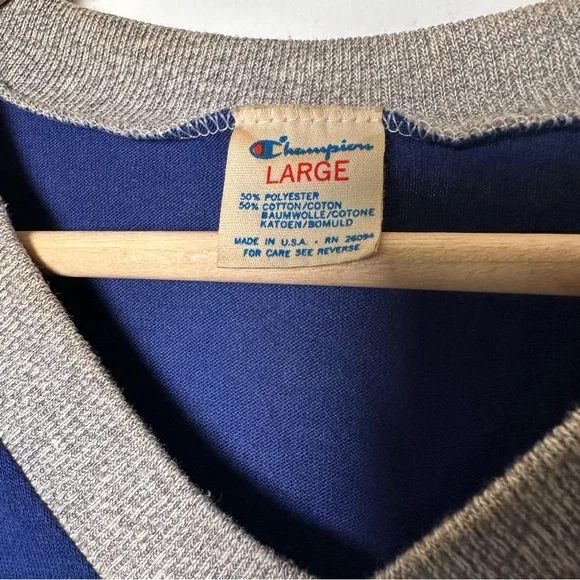 Champion
LARGE
50% POLYESTER
50% COTTON/COTON
BAUMWOLLE/COTONE
KATOEN/BOMULD
MADE IN U.S.A. - RN 26094
FOR CARE SEE REVERSE